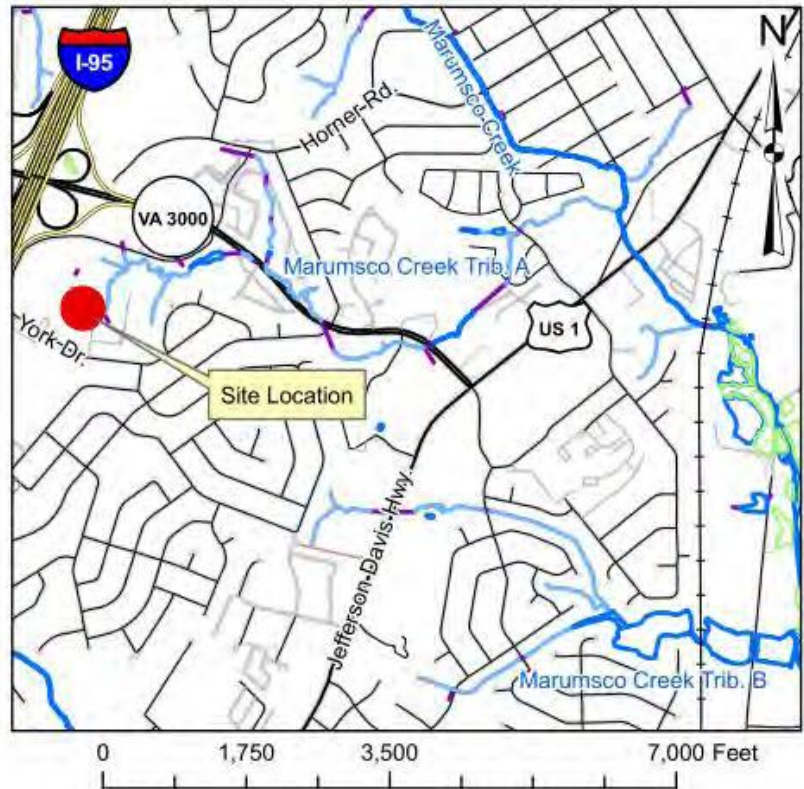 I-95
Marumsco-Creek
N
Horner-Rd.
VA 3000
Marumsco Creek Trib. A
US 1
York-Dr.
Site Location
Jefferson-Davis-Hwy.
Marumsco Creek Trib. B
0 1,750 3,500 7,000 Feet